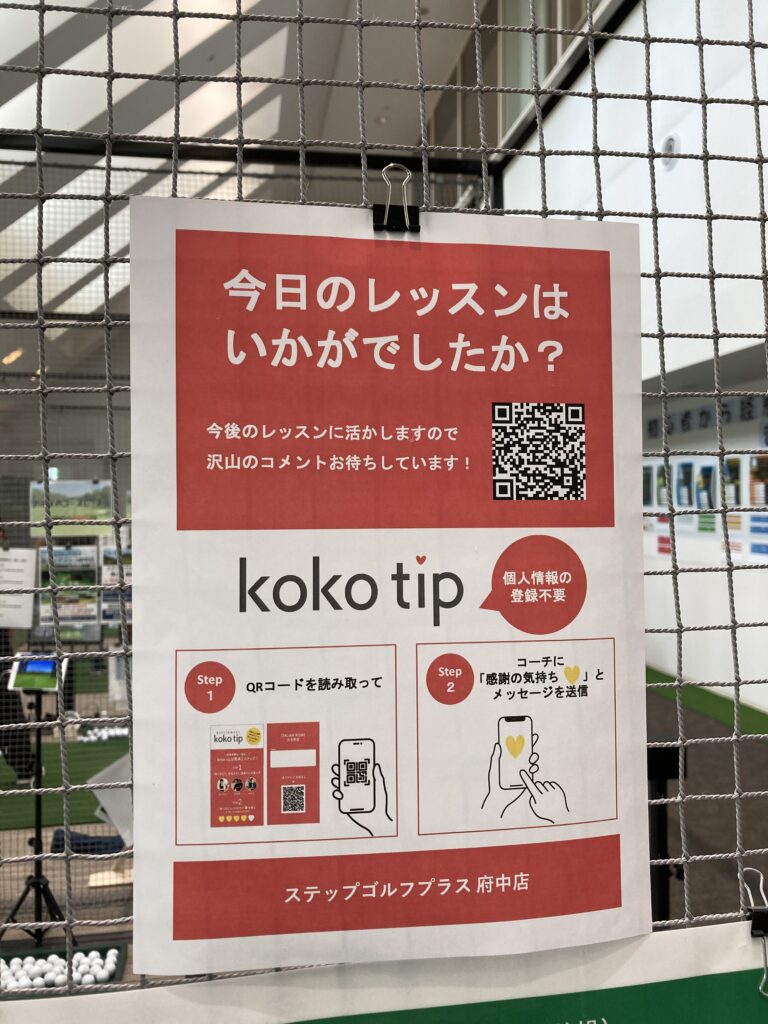 今日のレッスンは
いかがでしたか？
今後のレッスンに活かしますので
沢山のコメントお待ちしています！
koko tip
個人情報の
登録不要
Step
1
QRコードを読み取って
koko tip
Step
2
コーチに
「感謝の気持ち💛」と
メッセージを送信
ステップゴルフプラス 府中店